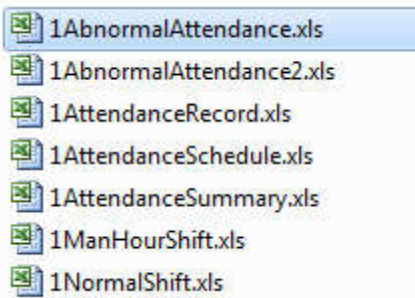 1AbnormalAttendance.xls
1AbnormalAttendance2.xls
1AttendanceRecord.xls
1AttendanceSchedule.xls
1AttendanceSummary.xls
1ManHourShift.xls
1NormalShift.xls